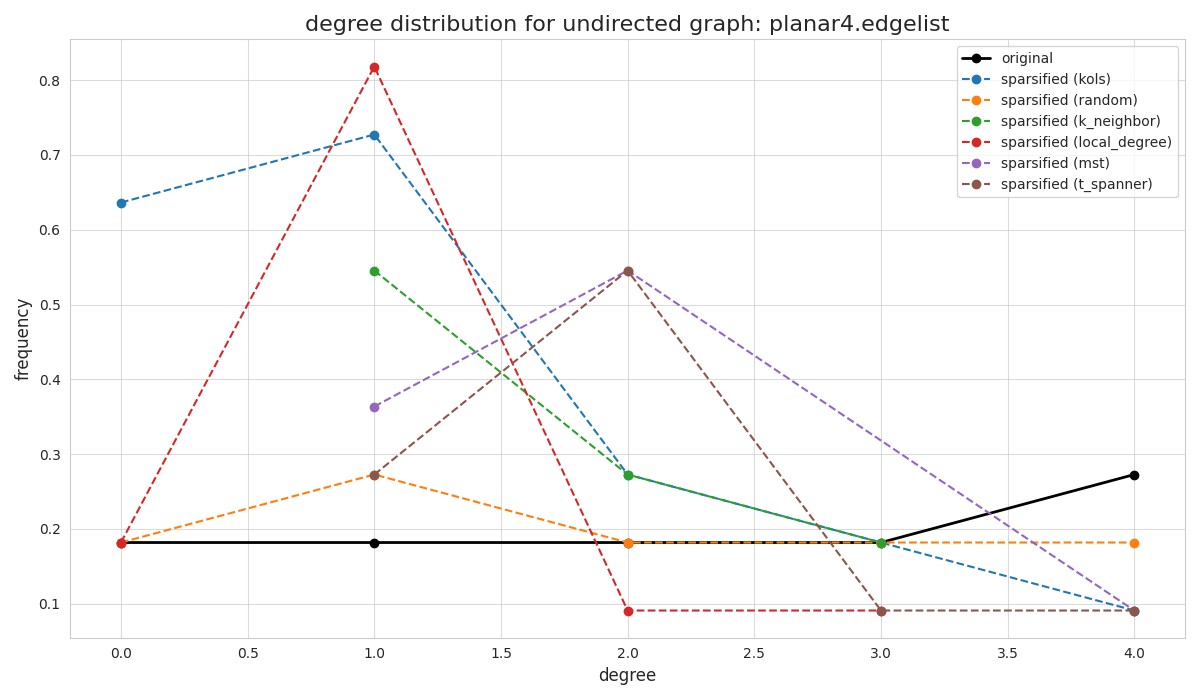 degree distribution for undirected graph: planar4.edgelist
original
sparsified (kols)
sparsified (random)
sparsified (k_neighbor)
sparsified (local_degree)
sparsified (mst)
sparsified (t_spanner)
frequency
0.8
0.7
0.6
0.5
0.4
0.3
0.2
0.1
0.0 0.5 1.0 1.5 2.0 2.5 3.0 3.5 4.0
degree